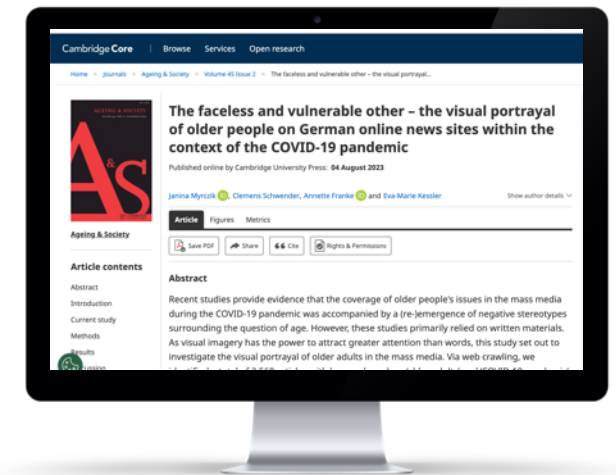 Cambridge Core | Browse Services Open research
Home > Journals > Ageing & Society > Volume 45 Issue 2 > The faceless and vulnerable other – the visual portrayal...
AGEING & SOCIETY
A&S
Ageing & Society
Article contents
Abstract
Introduction
Current study
Methods
Results
The faceless and vulnerable other – the visual portrayal
of older people on German online news sites within the
context of the COVID-19 pandemic
Published online by Cambridge University Press: 04 August 2023
Janina Myrczik, Clemens Schwender, Annette Franke and Eva-Marie Kessler
Show author details
Article Figures Metrics
Save PDF Share Cite Rights & Permissions
Abstract
Recent studies provide evidence that the coverage of older people's issues in the mass media
during the COVID-19 pandemic was accompanied by a (re-)emergence of negative stereotypes
surrounding the question of age. However, these studies primarily relied on written materials.
As visual imagery has the power to attract greater attention than words, this study set out to
investigate the visual portrayal of older adults in the mass media. Via web crawling, we